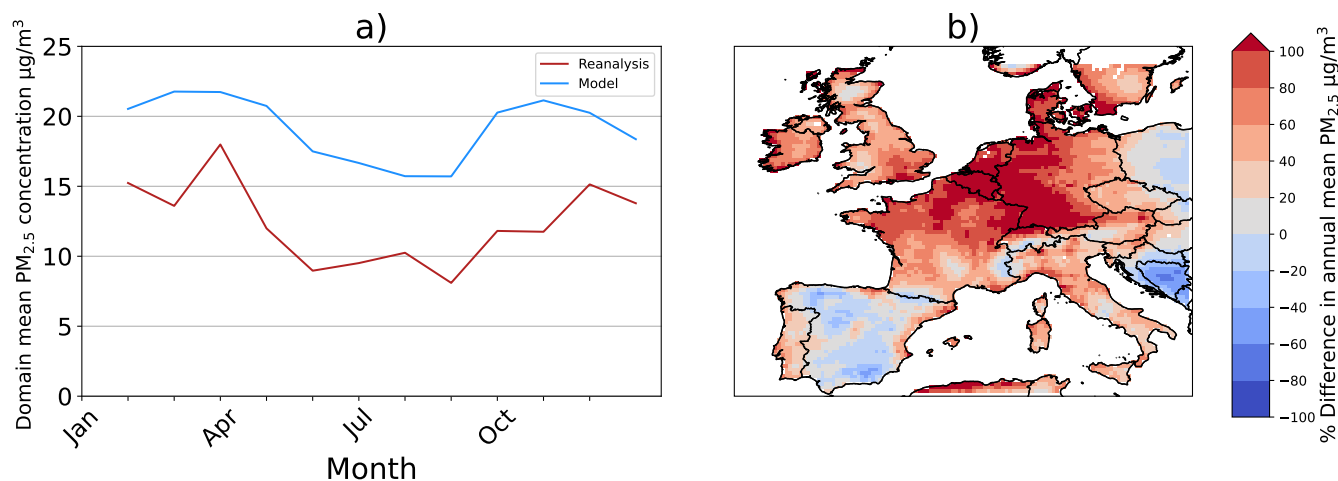 a)
Domain mean PM2.5 concentration μg/m³
25
20
15
10
5
0
Reanalysis
Model
Jan
Apr
Jul
Oct
Month
b)
100
80
60
40
20
0
−20
−40
−60
−80
−100
% Difference in annual mean PM2.5 μg/m³